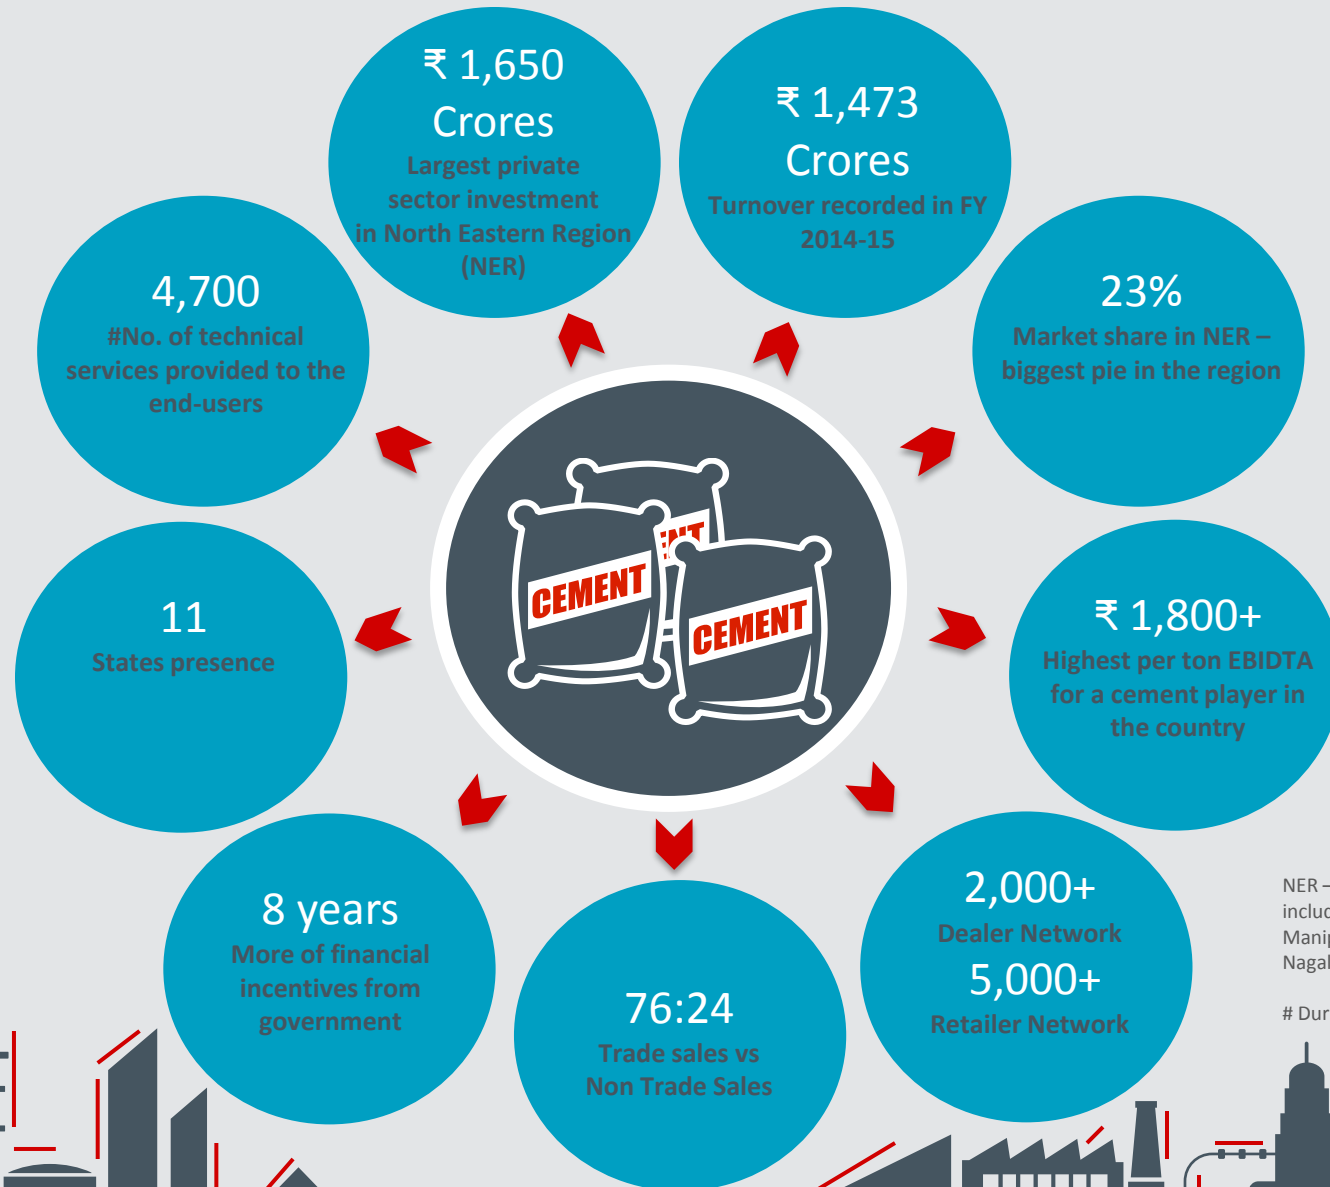 ₹ 1,650
Crores
Largest private
sector investment
in North Eastern Region
(NER)
₹ 1,473
Crores
Turnover recorded in FY
2014-15
4,700
#No. of technical
services provided to the
end-users
23%
Market share in NER –
biggest pie in the region
CEMENT
CEMENT
11
States presence
₹ 1,800+
Highest per ton EBIDTA
for a cement player in
the country
8 years
More of financial
incentives from
government
76:24
Trade sales vs
Non Trade Sales
2,000+
Dealer Network
5,000+
Retailer Network
NER –
# Dur